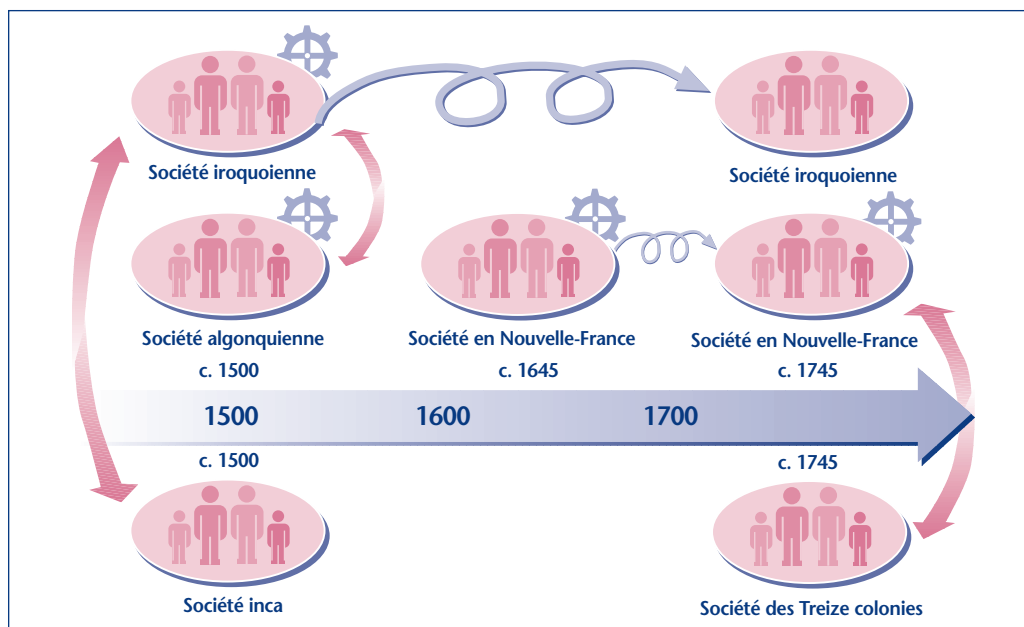 Société iroquoienne
Société iroquoienne
Société algonquienne
c. 1500
Société en Nouvelle-France
c. 1645
Société en Nouvelle-France
c. 1745
1500 1600 1700
c. 1500
c. 1745
Société inca
Société des Treize colonies